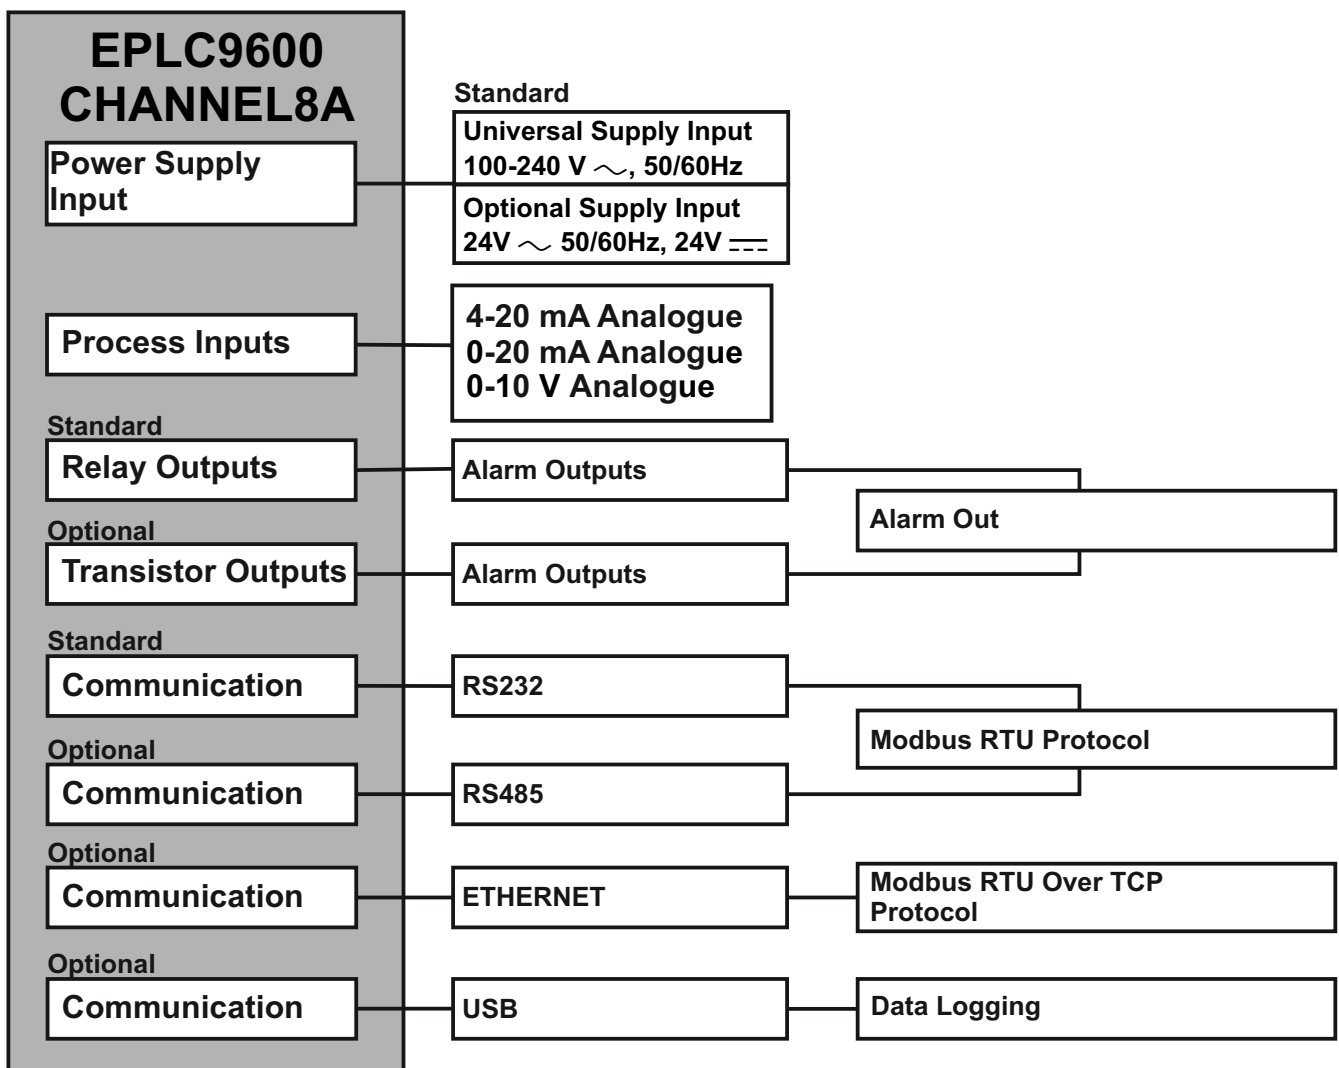 EPLC9600
CHANNEL8A
Standard
Power Supply
Input
Universal Supply Input
100-240 V ~, 50/60Hz
Optional Supply Input
24V ~ 50/60Hz, 24V ⎓
Process Inputs
4-20 mA Analogue
0-20 mA Analogue
0-10 V Analogue
Standard
Relay Outputs
Alarm Outputs
Alarm Out
Optional
Transistor Outputs
Alarm Outputs
Standard
Communication
RS232
Modbus RTU Protocol
Optional
Communication
RS485
Optional
Communication
ETHERNET
Modbus RTU Over TCP
Protocol
Optional
Communication
USB
Data Logging